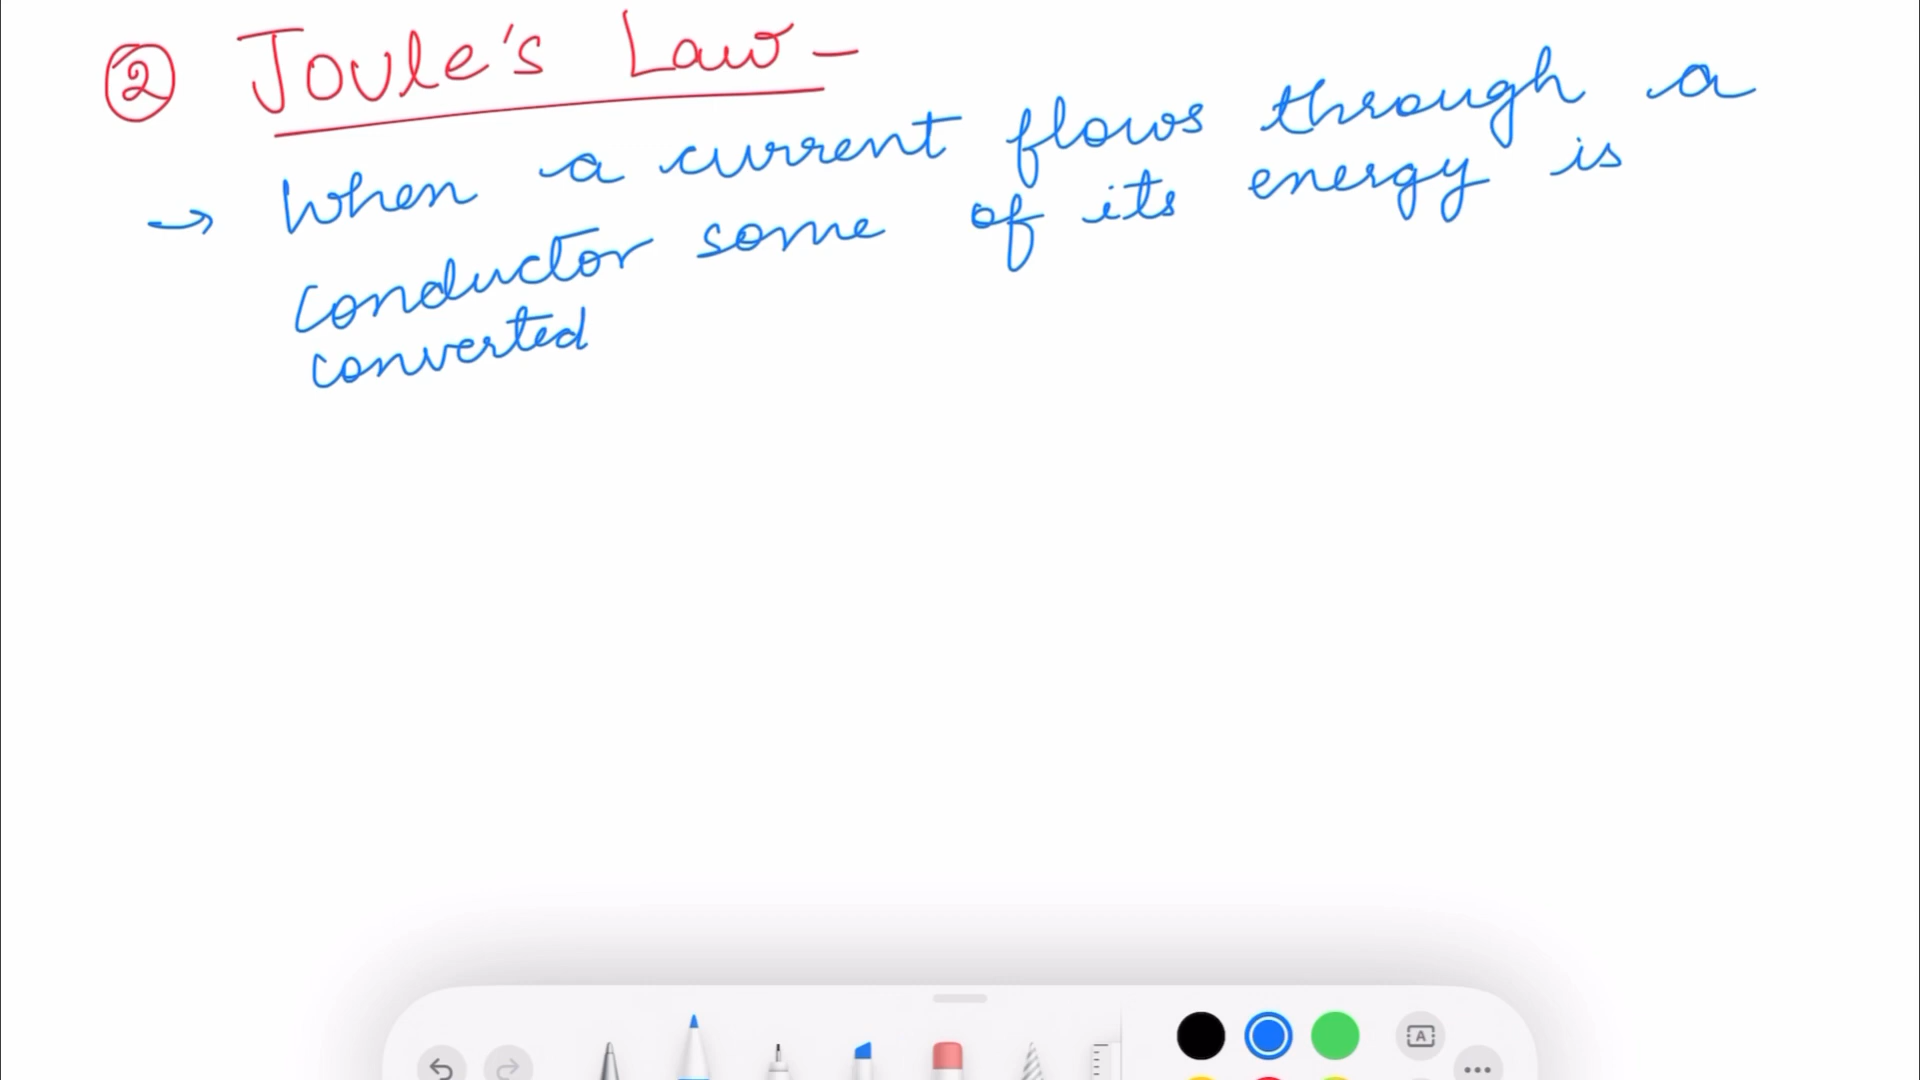 ② Joule's Law -
→ When a current flows through a
conductor some of its energy is
converted
A